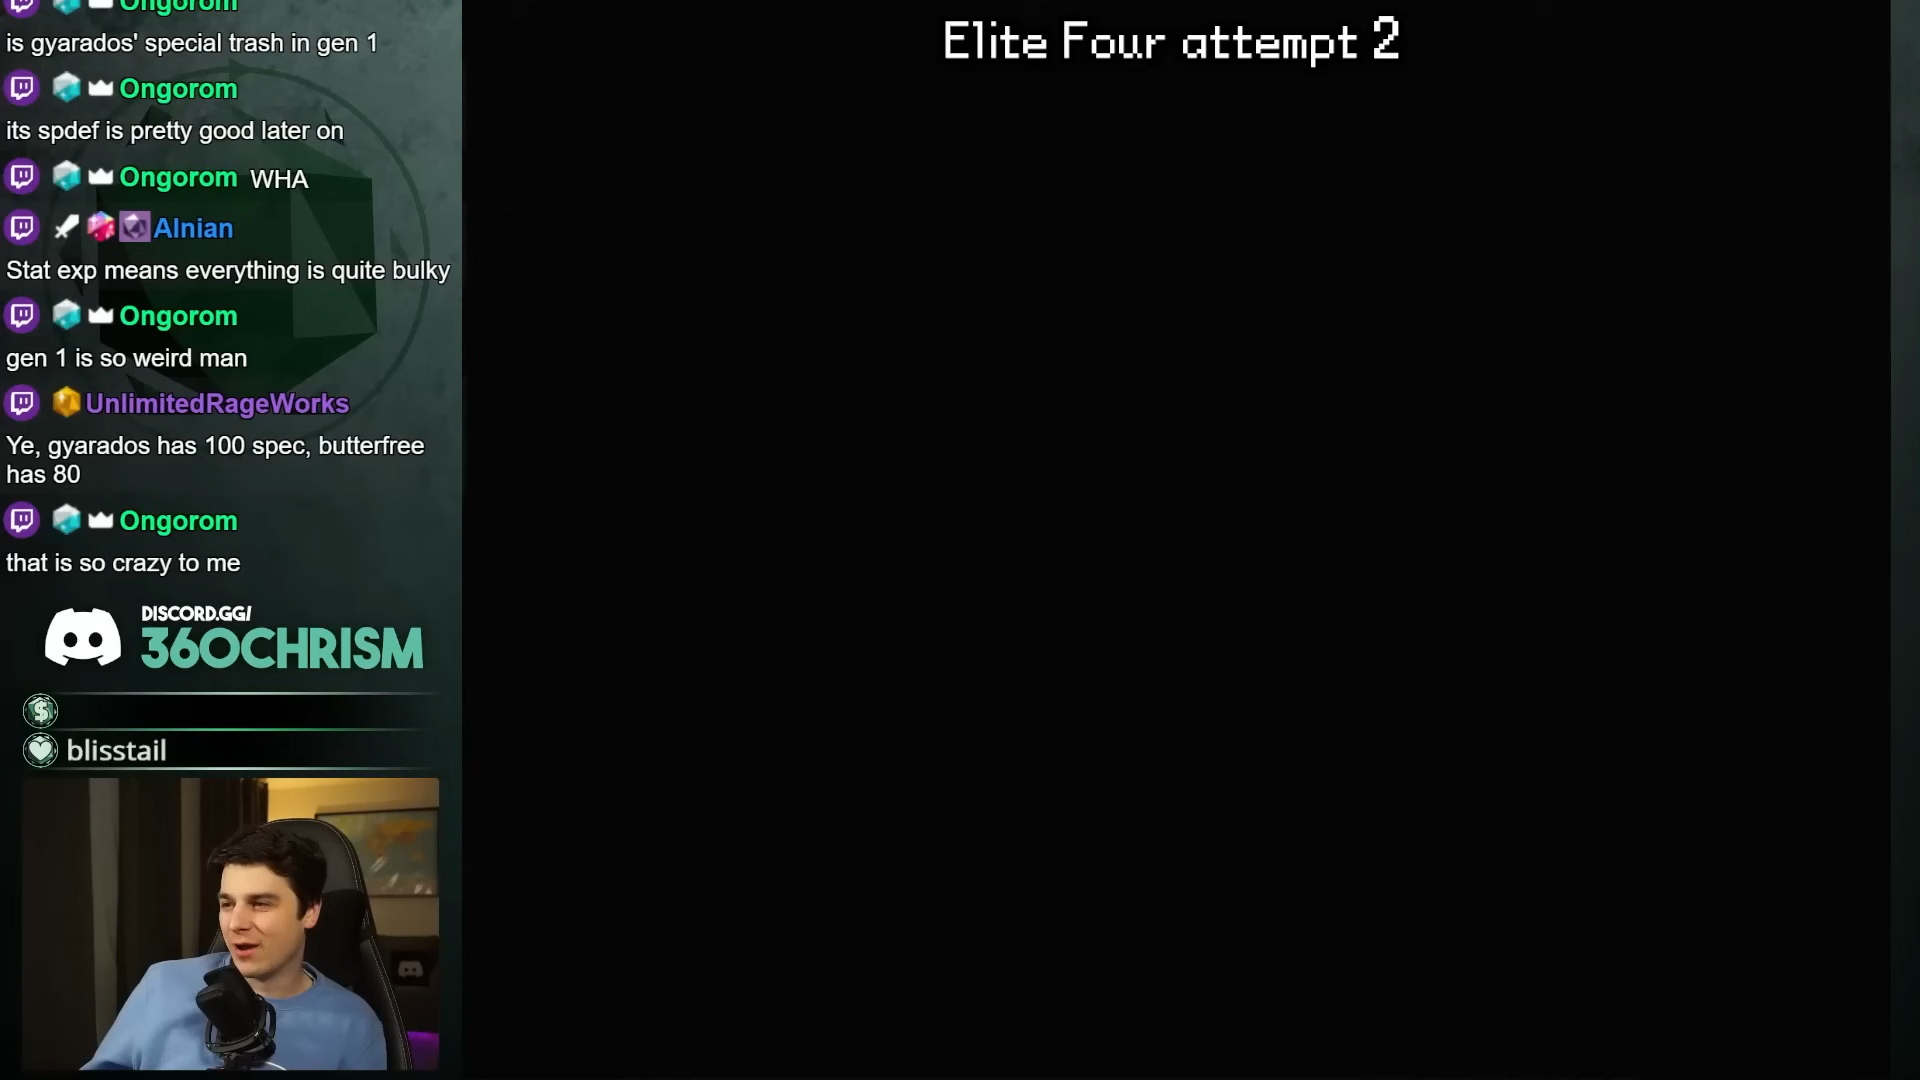 Ongorom
is gyarados' special trash in gen 1
Ongorom
its spdef is pretty good later on
Ongorom WHA
Alnian
Stat exp means everything is quite bulky
Ongorom
gen 1 is so weird man
UnlimitedRageWorks
Ye, gyarados has 100 spec, butterfree
has 80
Ongorom
that is so crazy to me
DISCORD.GG/
360CHRISM
$
blisstail
Elite Four attempt 2